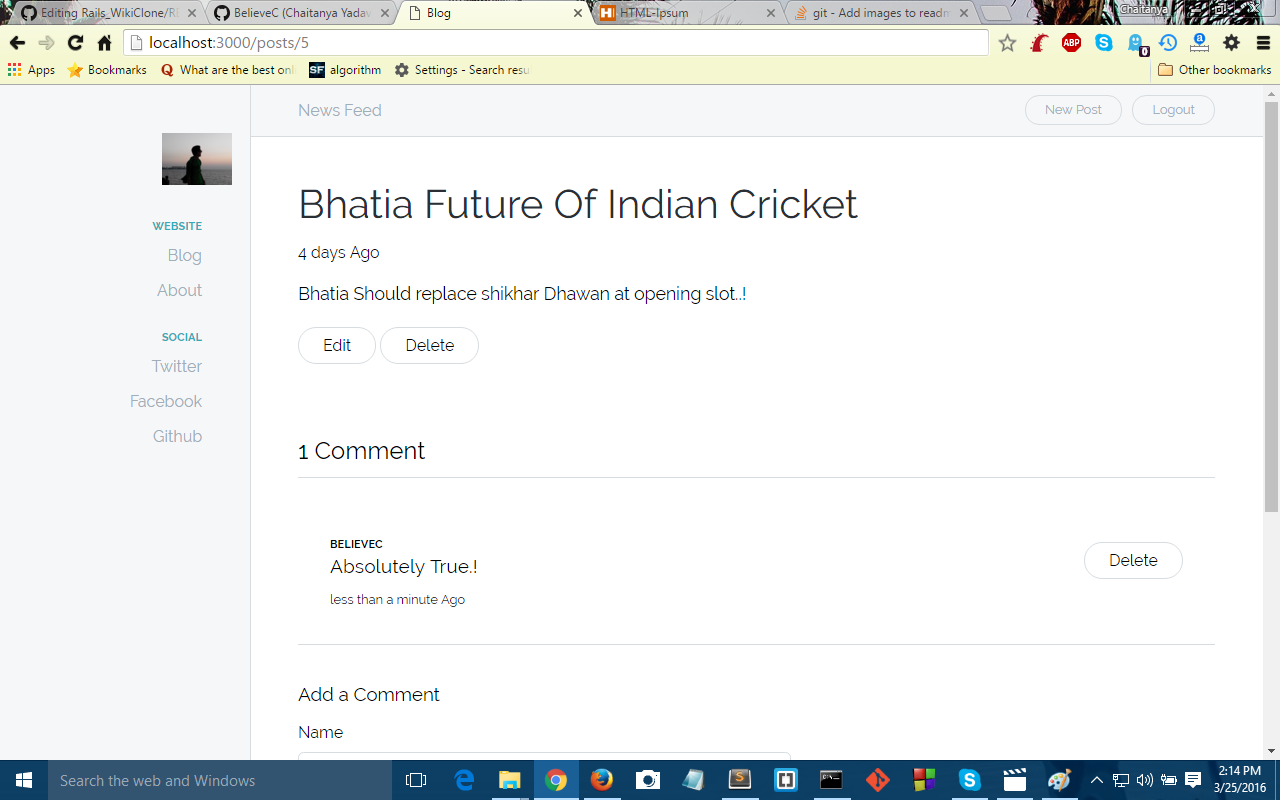 Editing Rails_WikiClone/R
BelieveC (Chaitanya Yadav
Blog
HTML-Ipsum
git - Add images to readm
Chaitanya
localhost:3000/posts/5
ABP
0
Apps
Bookmarks
What are the best onl
SF algorithm
Settings - Search resu
Other bookmarks
News Feed
New Post
Logout
WEBSITE
Blog
About
SOCIAL
Twitter
Facebook
Github
Bhatia Future Of Indian Cricket
4 days Ago
Bhatia Should replace shikhar Dhawan at opening slot..!
Edit
Delete
1 Comment
BELIEVEC
Absolutely True.!
less than a minute Ago
Delete
Add a Comment
Name
Search the web and Windows
2:14 PM
3/25/2016